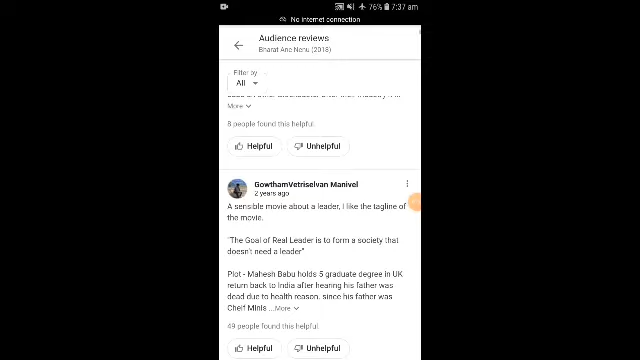 76% 7:37 am
No internet connection
Audience reviews
Bharat Ane Nenu (2018)
Filter by
All
More
8 people found this helpful.
Helpful Unhelpful
GowthamVetriselvan Manivel
2 years ago
A sensible movie about a leader, I like the tagline of
the movie.
"The Goal of Real Leader is to form a society that
doesn't need a leader"
Plot - Mahesh Babu holds 5 graduate degree in UK
return back to India after hearing his father was
dead due to health reason. since his father was
Cheif Minis ...More
49 people found this helpful.
Helpful Unhelpful